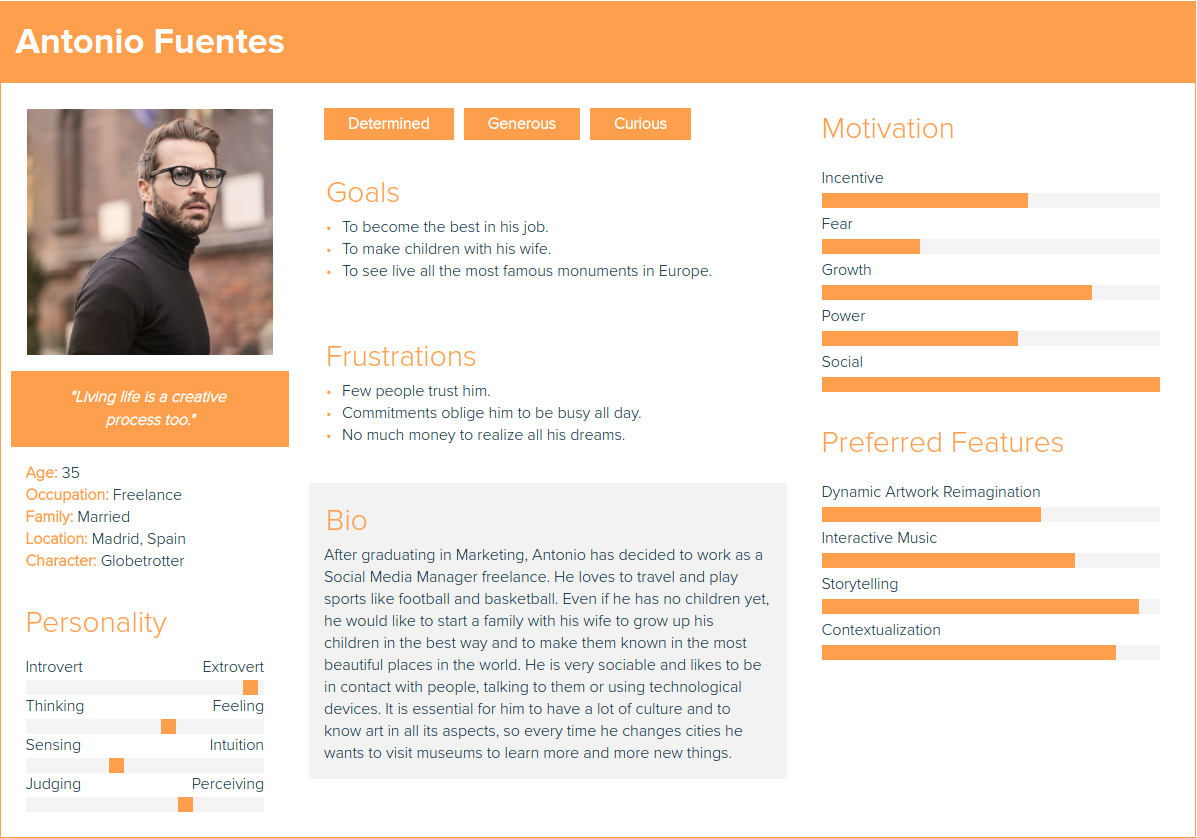 Antonio Fuentes
"Living life is a creative
process too."
Age: 35
Occupation: Freelance
Family: Married
Location: Madrid, Spain
Character: Globetrotter
Personality
Introvert Extrovert
Thinking Feeling
Sensing Intuition
Judging Perceiving
Determined Generous Curious
Goals
• To become the best in his job.
• To make children with his wife.
• To see live all the most famous monuments in Europe.
Frustrations
• Few people trust him.
• Commitments oblige him to be busy all day.
• No much money to realize all his dreams.
Bio
After graduating in Marketing, Antonio has decided to work as a
Social Media Manager freelance. He loves to travel and play
sports like football and basketball. Even if he has no children yet,
he would like to start a family with his wife to grow up his
children in the best way and to make them known in the most
beautiful places in the world. He is very sociable and likes to be
in contact with people, talking to them or using technological
devices. It is essential for him to have a lot of culture and to
know art in all its aspects, so every time he changes cities he
wants to visit museums to learn more and more new things.
Motivation
Incentive
Fear
Growth
Power
Social
Preferred Features
Dynamic Artwork Reimagination
Interactive Music
Storytelling
Contextualization